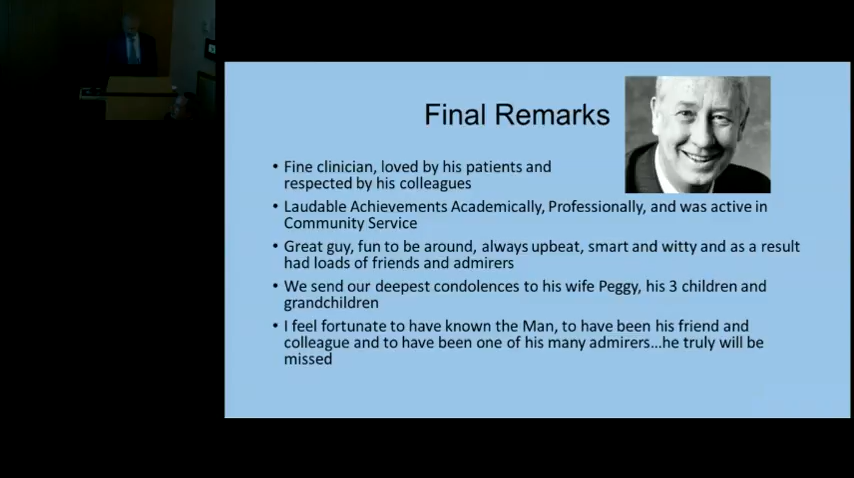 Final Remarks
• Fine clinician, loved by his patients and
respected by his colleagues
• Laudable Achievements Academically, Professionally, and was active in
Community Service
• Great guy, fun to be around, always upbeat, smart and witty and as a result
had loads of friends and admirers
• We send our deepest condolences to his wife Peggy, his 3 children and
grandchildren
• I feel fortunate to have known the Man, to have been his friend and
colleague and to have been one of his many admirers...he truly will be
missed